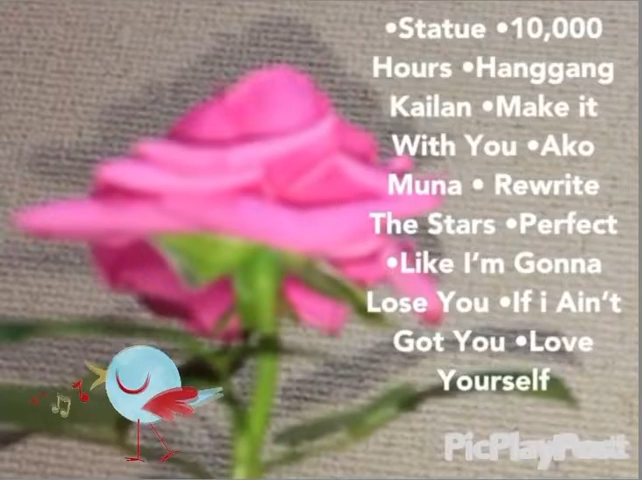 •Statue •10,000
Hours •Hanggang
Kailan •Make it
With You •Ako
Muna • Rewrite
The Stars •Perfect
•Like I'm Gonna
Lose You •If i Ain't
Got You •Love
Yourself
PicPlayPost